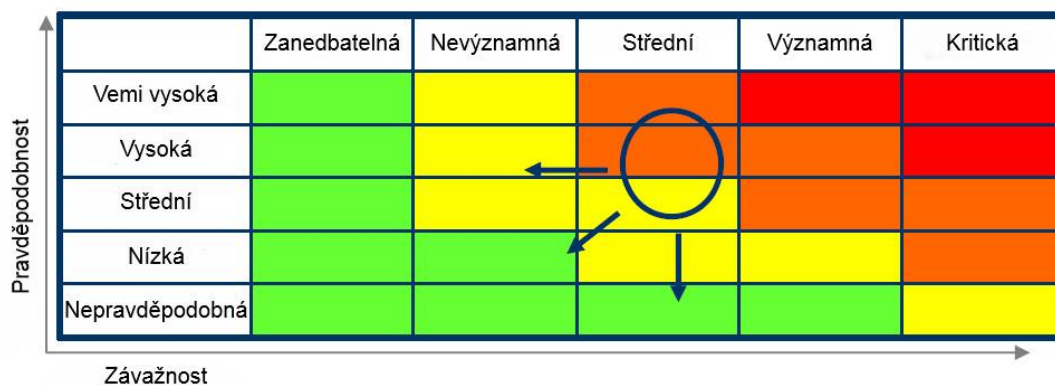 Zanedbatelná Nevýznamná Střední Významná Kritická
Vemi vysoká
Vysoká
Střední
Nízká
Nepravděpodobná
Pravděpodobnost
Závažnost